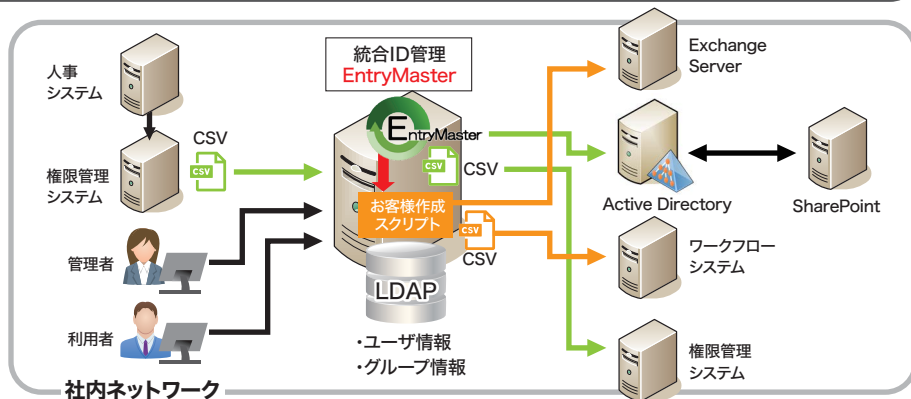 人事
システム
CSV
CSV
権限管理
システム
管理者
利用者
社内ネットワーク
統合ID管理
EntryMaster
EntryMaster
CSV
CSV
お客様作成
スクリプト
CSV
CSV
LDAP
・ユーザ情報
・グループ情報
Exchange
Server
Active Directory
SharePoint
ワークフロー
システム
権限管理
システム